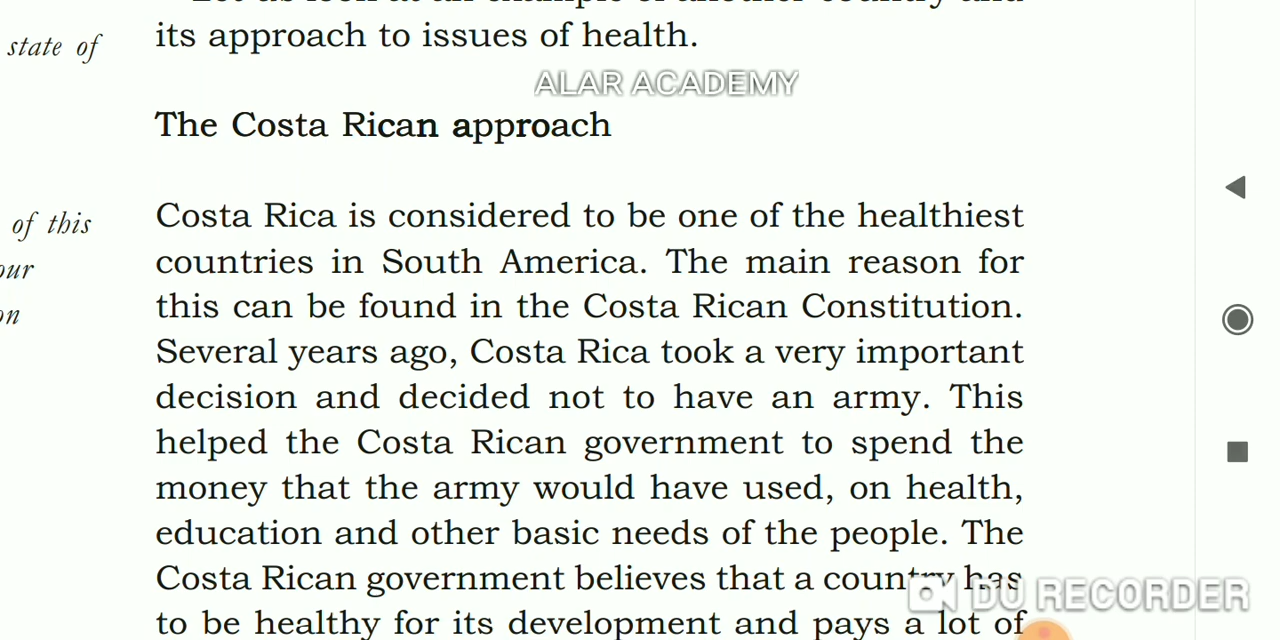 its approach to issues of health.
state of
ALAR ACADEMY
The Costa Rican approach
Costa Rica is considered to be one of the healthiest
of this
countries in South America. The main reason for
our
this can be found in the Costa Rican Constitution.
on
Several years ago, Costa Rica took a very important
decision and decided not to have an army. This
helped the Costa Rican government to spend the
money that the army would have used, on health,
education and other basic needs of the people. The
Costa Rican government believes that a country has
DU RECORDER
to be healthy for its development and pays a lot of